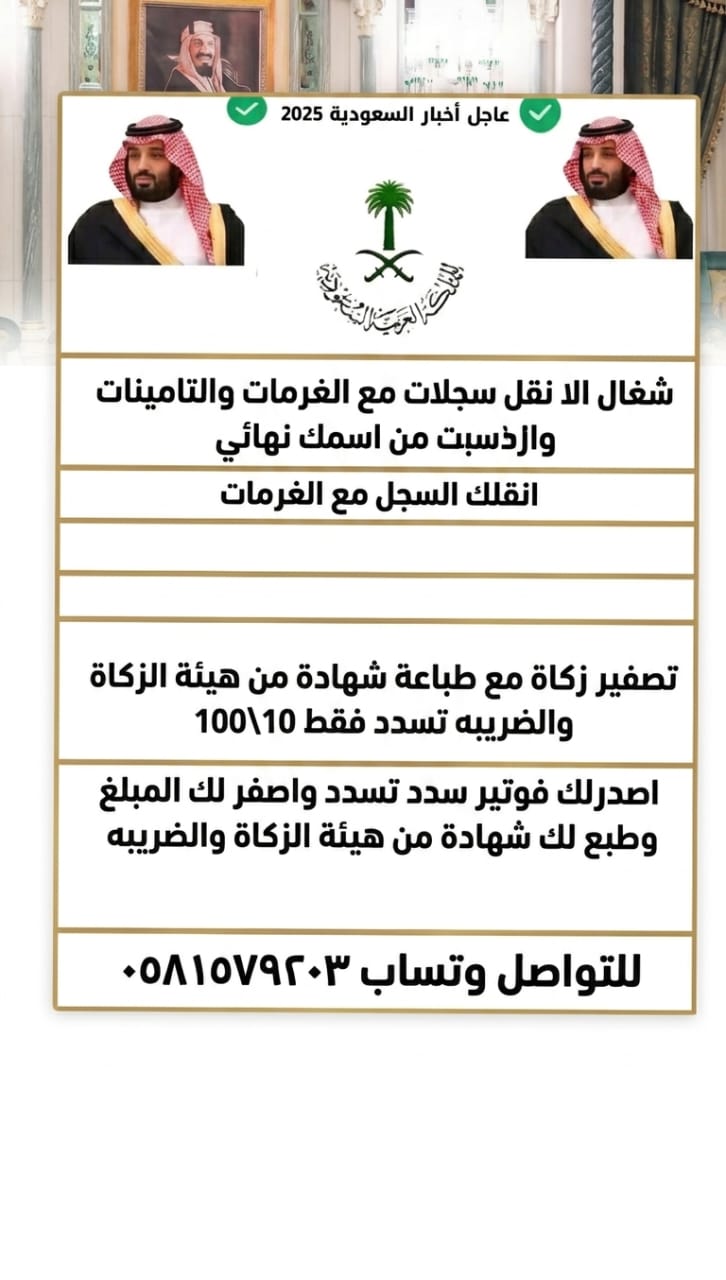 عاجل أخبار السعودية 2025
المملكة العربية السعودية
شغال الا نقل سجلات مع الغرمات والتامينات
وازذسبت من اسمك نهائي
انقلك السجل مع الغرمات
تصفير زكاة مع طباعة شهادة من هيئة الزكاة
والضريبه تسدد فقط 10\100
اصدرلك فوتير سدد تسدد واصفر لك المبلغ
وطبع لك شهادة من هيئة الزكاة والضريبه
للتواصل وتساب ٠٥٨١٥٧٩٢٠٣